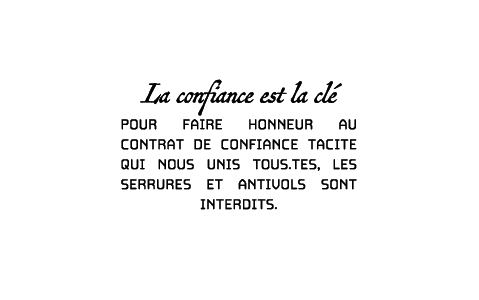 La confiance est la clé
POUR FAIRE HONNEUR AU
CONTRAT DE CONFIANCE TACITE
QUI NOUS UNIS TOUS.TES, LES
SERRURES ET ANTIVOLS SONT
INTERDITS.